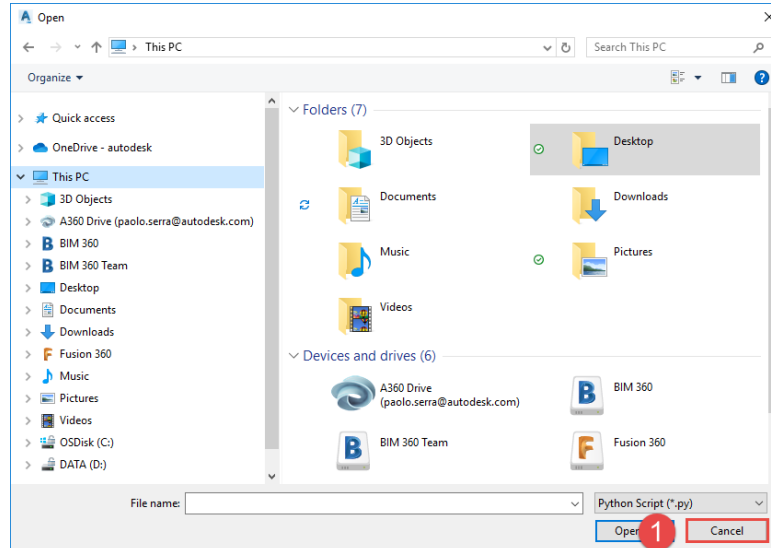 Open
This PC
Search This PC
Organize
Quick access
OneDrive - autodesk
This PC
3D Objects
A360 Drive (paolo.serra@autodesk.com)
BIM 360
BIM 360 Team
Desktop
Documents
Downloads
Fusion 360
Music
Pictures
Videos
OSDisk (C:)
DATA (D:)
Folders (7)
3D Objects
Desktop
Documents
Downloads
Music
Pictures
Videos
Devices and drives (6)
A360 Drive
(paolo.serra@autodesk.com)
BIM 360
BIM 360 Team
Fusion 360
File name:
Python Script (*.py)
Open
1
Cancel